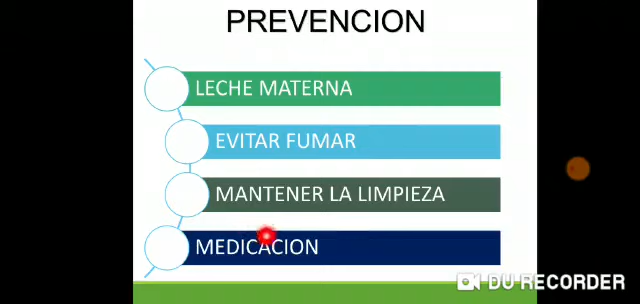 PREVENCION
LECHE MATERNA
EVITAR FUMAR
MANTENER LA LIMPIEZA
MEDICACION
DU RECORDER